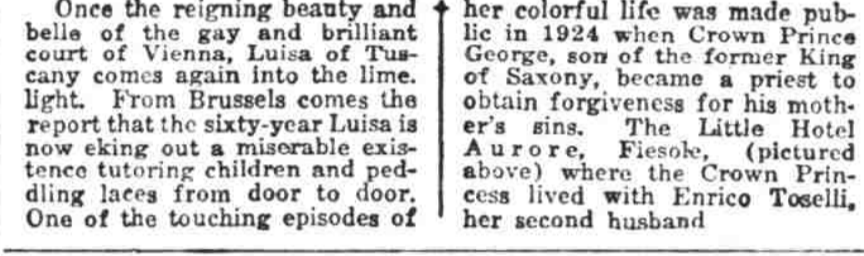 Once the reigning beauty and
belle of the gay and brilliant
court of Vienna, Luisa of Tus-
cany comes again into the lime.
light. From Brussels comes the
report that the sixty-year Luisa is
now eking out a miserable exis-
tence tutoring children and ped-
dling laces from door to door.
One of the touching episodes of
her colorful life was made pub-
lic in 1924 when Crown Prince
George, son of the former King
of Saxony, became a priest to
obtain forgiveness for his moth-
er's sins. The Little Hotel
Aurore, Fiesole, (pictured
above) where the Crown Prin-
cess lived with Enrico Toselli,
her second husband